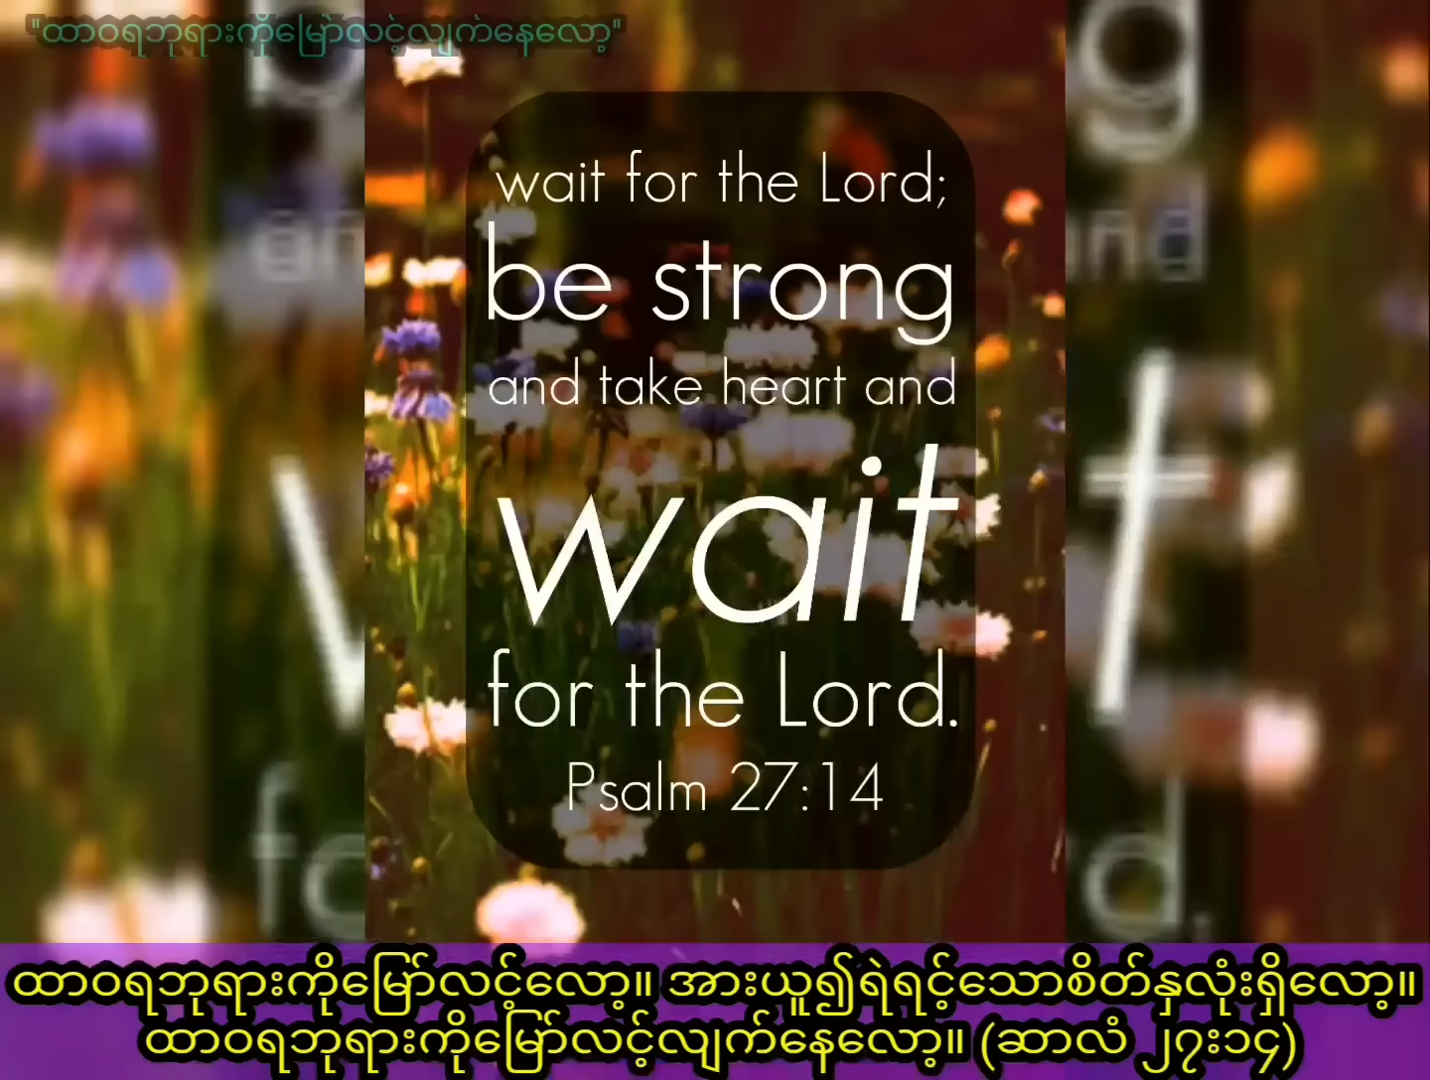 "ထာဝရဘုရားကိုမြော်လင့်လျက်နေလော့"
wait for the Lord;
be strong
and take heart and
wait
for the Lord.
Psalm 27:14
ထာဝရဘုရားကိုမြော်လင့်လော့။ အားယူ၍ရဲရင့်သောစိတ်နှလုံးရှိလော့။
ထာဝရဘုရားကိုမြော်လင့်လျက်နေလော့။ (ဆာလံ ၂၇း၁၄)